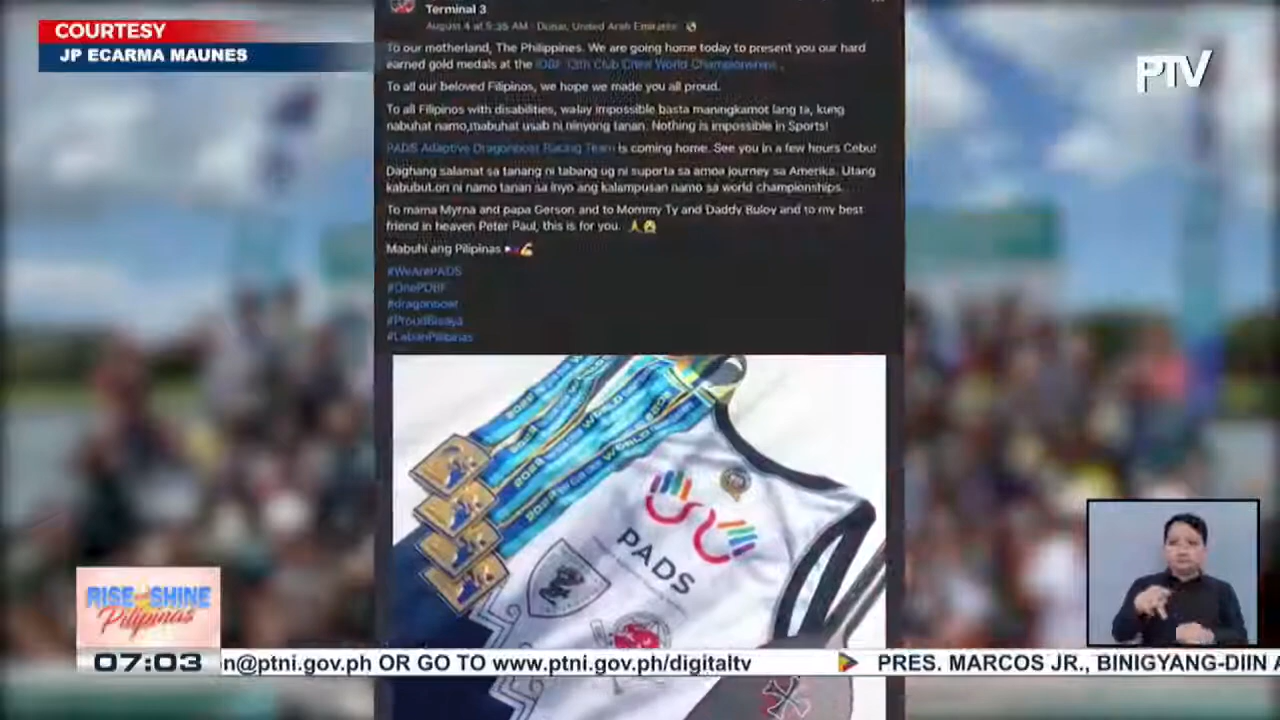 COURTESY
JP ECARMA MAUNES
PTV
Terminal 3
August 4 at 5:35 AM · Dubai, United Arab Emirates
To our motherland, The Philippines. We are going home today to present you our hard
earned gold medals at the IDBF 13th Club Crew World Championships.
To all our beloved Filipinos, we hope we made you all proud.
To all Filipinos with disabilities, walay impossible basta maningkamot lang ta, kung
nabuhat namo,mabuhat usab ni ninyong tanan. Nothing is impossible in Sports!
PADS Adaptive Dragonboat Racing Team is coming home. See you in a few hours Cebu!
Daghang salamat sa tanang ni tabang ug ni suporta sa amoa journey sa Amerika. Utang
kabubut.on ni namo tanan sa inyo ang kalampusan namo sa world championships.
To mama Myrna and papa Gerson and to Mommy Ty and Daddy Buloy and to my best
friend in heaven Peter Paul, this is for you.
Mabuhi ang Pilipinas
#WeArePADS
#OnePDBF
#dragonboat
#ProudBisaya
#LabanPilipinas
2022
2022
2022 WORLD
2022 WORLD
PADS
RISE SHINE
Pilipinas
07:03
n@ptni.gov.ph OR GO TO www.ptni.gov.ph/digitaltv
PRES. MARCOS JR., BINIGYANG-DIIN A